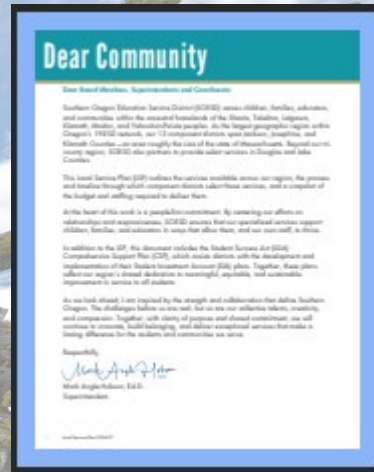 Dear Community
Dear Board Members, Superintendents and Constituents:
Southern Oregon Education Service District (SOESD) serves children, families, educators,
and communities within the ancestral homelands of the Shasta, Takelma, Latgawa,
Klamath, Modoc, and Yahooskin-Paiute peoples. As the largest geographic region within
Oregon's ESD network, our 13 component districts span Jackson, Josephine, and
Klamath Counties—an area roughly the size of the state of Massachusetts. Beyond our tri-
county region, SOESD also partners to provide select services in Douglas and Lake
Counties.
This Local Service Plan (LSP) outlines the services available across our region, the process
and timeline through which component districts select those services, and a snapshot of
the budget and staffing required to deliver them.
At the heart of this work is a people-first commitment. By centering our efforts on
relationships and responsiveness, SOESD ensures that our specialized services support
children, families, and educators in ways that allow them, and our own staff, to thrive.
In addition to the LSP, this document includes the Student Success Act (SSA)
Comprehensive Support Plan (CSP), which assists districts with the development and
implementation of their Student Investment Account (SIA) plans. Together, these plans
reflect our region's shared dedication to meaningful, equitable, and sustainable
improvement in service to all students.
As we look ahead, I am inspired by the strength and collaboration that define Southern
Oregon. The challenges before us are real, but so are our collective talents, creativity,
and compassion. Together, with clarity of purpose and shared commitment, we will
continue to innovate, build belonging, and deliver exceptional services that make a
lasting difference for the students and communities we serve.
Respectfully,
Mark Angle-Hobson, Ed.D.
Superintendent
Local Service Plan 2026-27